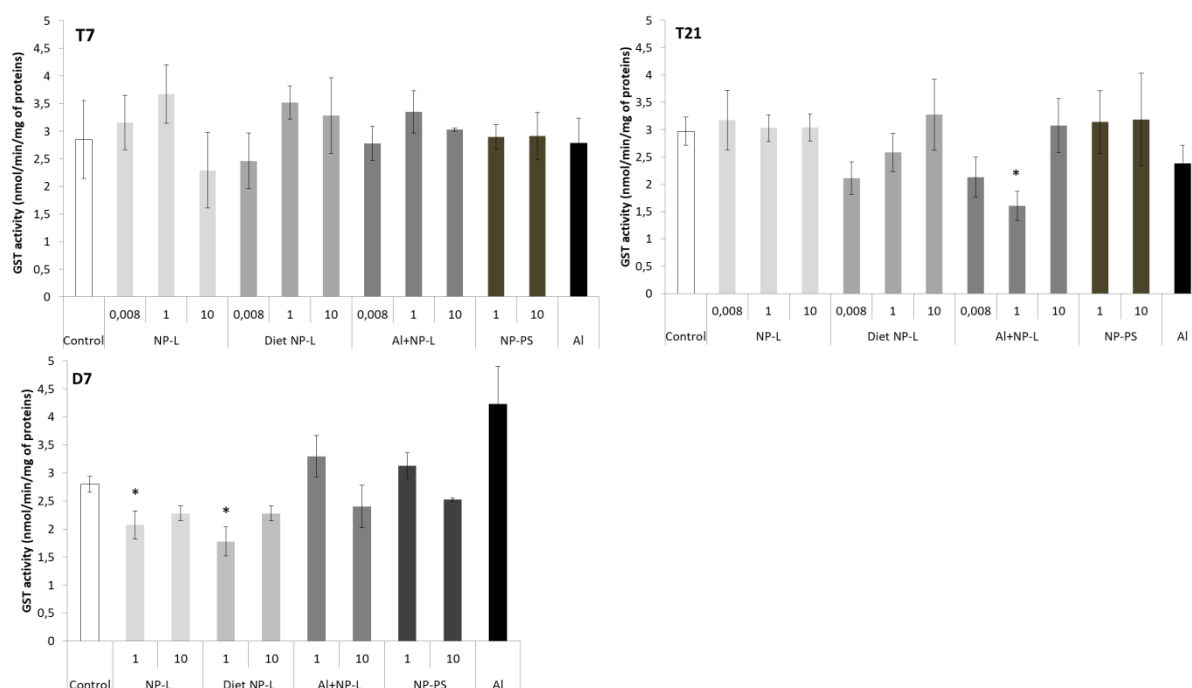 T7
GST activity (nmol/min/mg of proteins)
5
4,5
4
3,5
3
2,5
2
1,5
1
0,5
0
0,008 1 10 0,008 1 10 0,008 1 10 1 10
Control NP-L Diet NP-L Al+NP-L NP-PS Al
T21
GST activity (nmol/min/mg of proteins)
5
4,5
4
3,5
3
2,5
2
1,5
1
0,5
0
*
0,008 1 10 0,008 1 10 0,008 1 10 1 10
Control NP-L Diet NP-L Al+NP-L NP-PS Al
D7
GST activity (nmol/min/mg of proteins)
5
4,5
4
3,5
3
2,5
2
1,5
1
0,5
0
* *
1 10 1 10 1 10 1 10
Control NP-L Diet NP-L Al+NP-L NP-PS Al